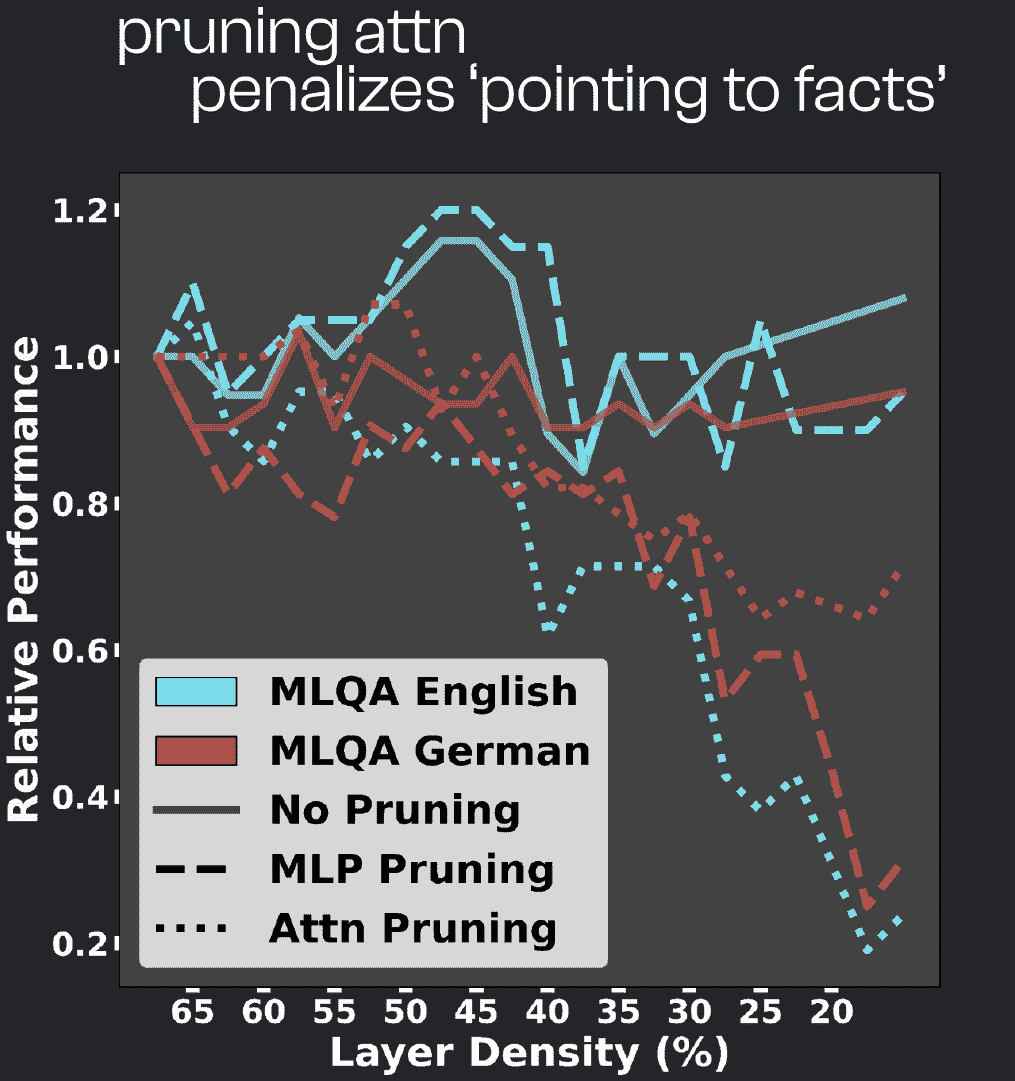 pruning attn
penalizes ‘pointing to facts’
1.2
1.0
0.8
0.6
0.4
0.2
Relative Performance
MLQA English
MLQA German
No Pruning
MLP Pruning
Attn Pruning
65 60 55 50 45 40 35 30 25 20
Layer Density (%)